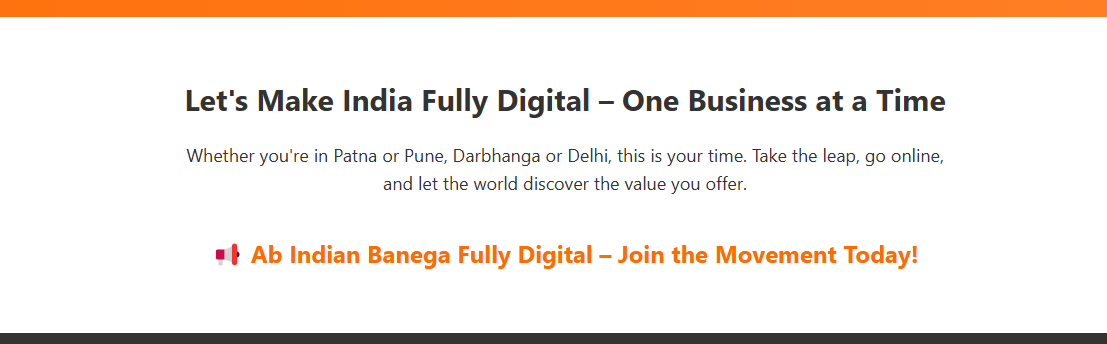 Let's Make India Fully Digital – One Business at a Time
Whether you're in Patna or Pune, Darbhanga or Delhi, this is your time. Take the leap, go online,
and let the world discover the value you offer.
📢 Ab Indian Banega Fully Digital – Join the Movement Today!